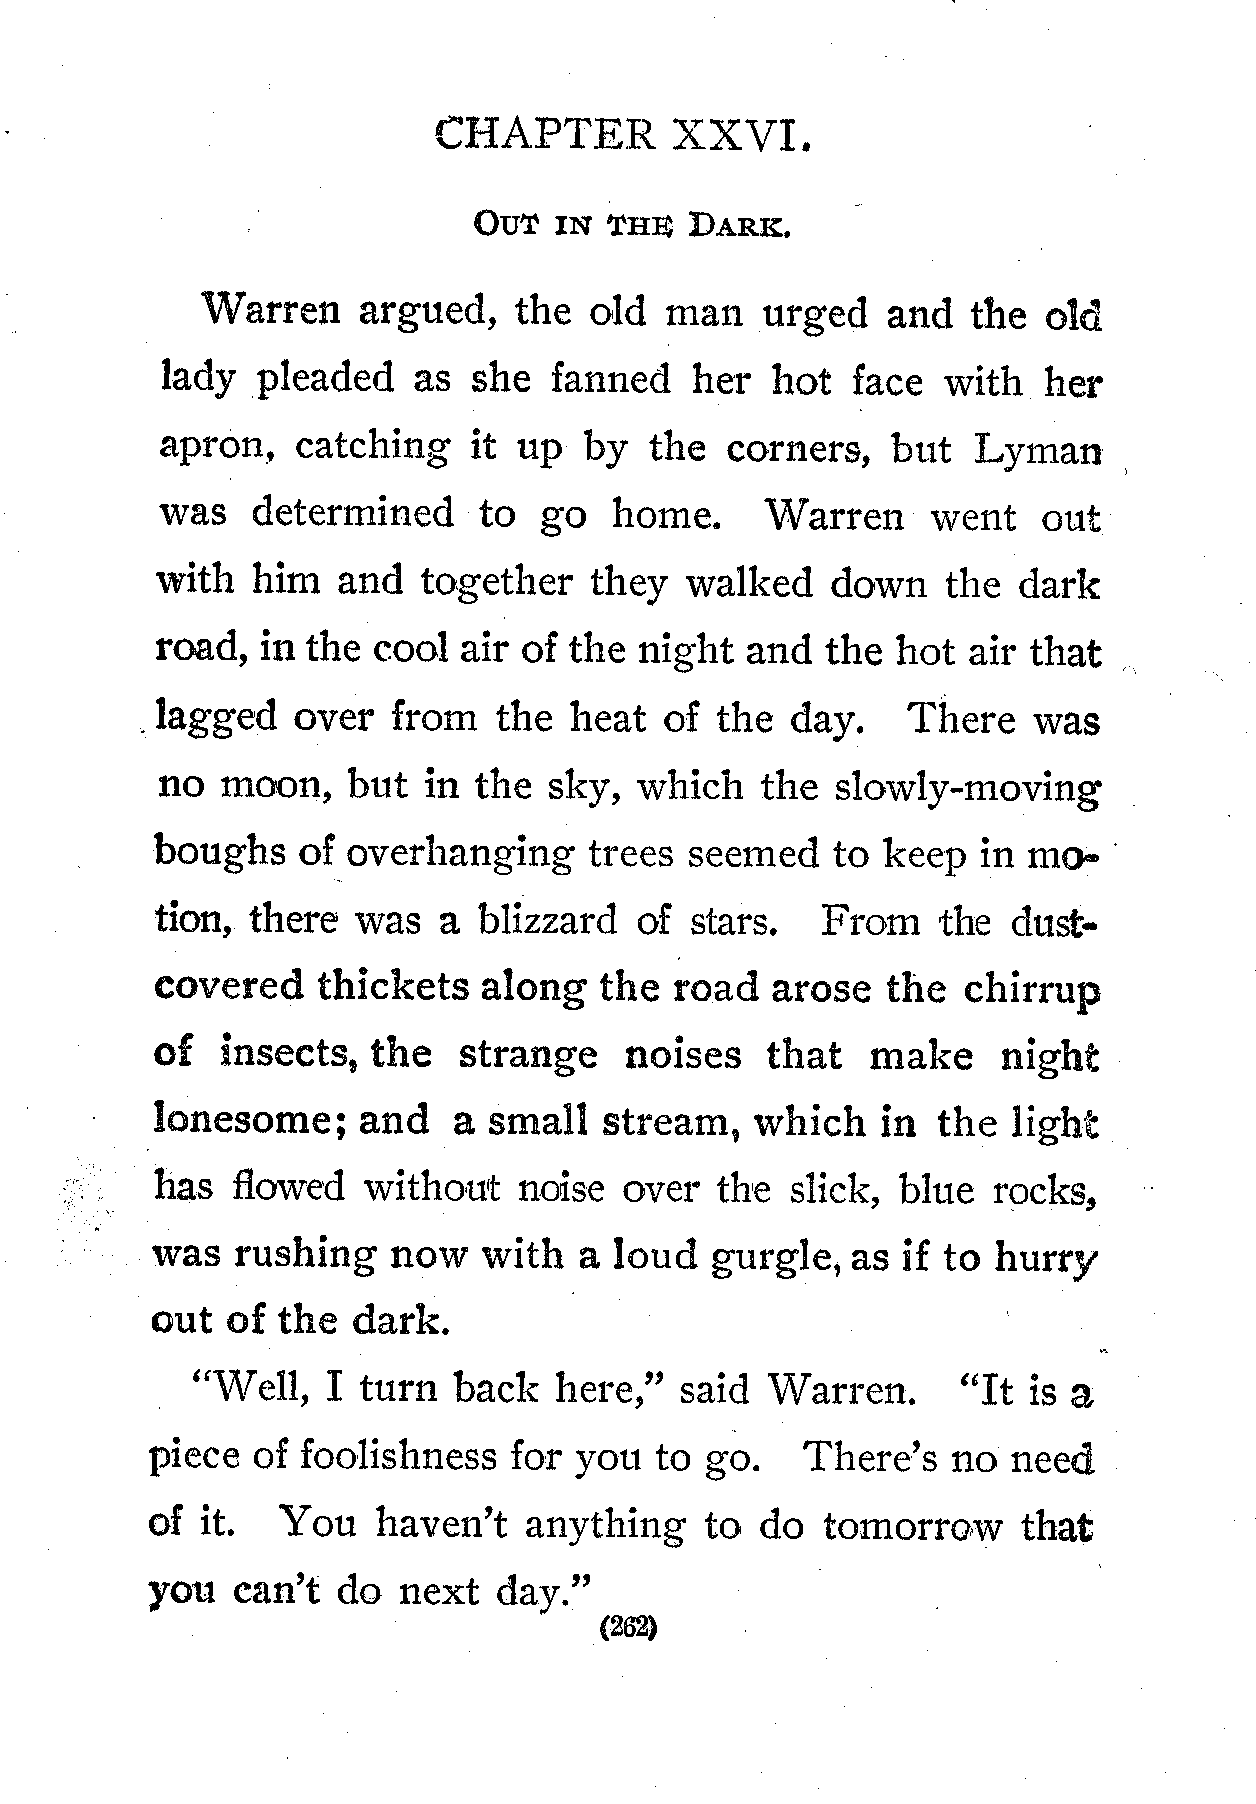 CHAPTER XXVI.
OUT IN THE DARK.
Warren argued, the old man urged and the old
lady pleaded as she fanned her hot face with her
apron, catching it up by the corners, but Lyman
was determined to go home. Warren went out
with him and together they walked down the dark
road, in the cool air of the night and the hot air that
lagged over from the heat of the day. There was
no moon, but in the sky, which the slowly-moving
boughs of overhanging trees seemed to keep in mo-
tion, there was a blizzard of stars. From the dust-
covered thickets along the road arose the chirrup
of insects, the strange noises that make night
lonesome; and a small stream, which in the light
has flowed without noise over the slick, blue rocks,
was rushing now with a loud gurgle, as if to hurry
out of the dark.
“Well, I turn back here,” said Warren. “It is a
piece of foolishness for you to go. There's no need
of it. You haven't anything to do tomorrow that
you can't do next day.”
(262)